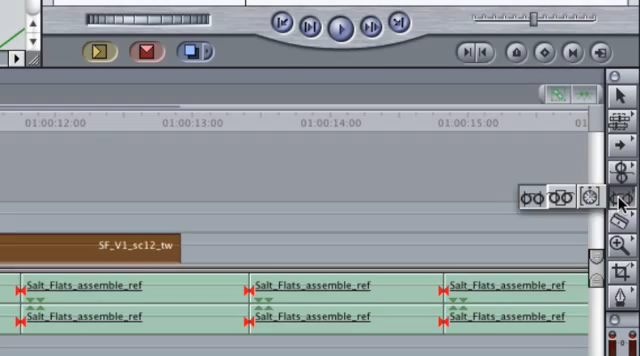 01:00:12:00 01:00:13:00 01:00:14:00 01:00:15:00 01
SF_V1_sc12_tw
Salt_Flats_assemble_ref Salt_Flats_assemble_ref Salt_Flats_assemble_ref
Salt_Flats_assemble_ref Salt_Flats_assemble_ref Salt_Flats_assemble_ref